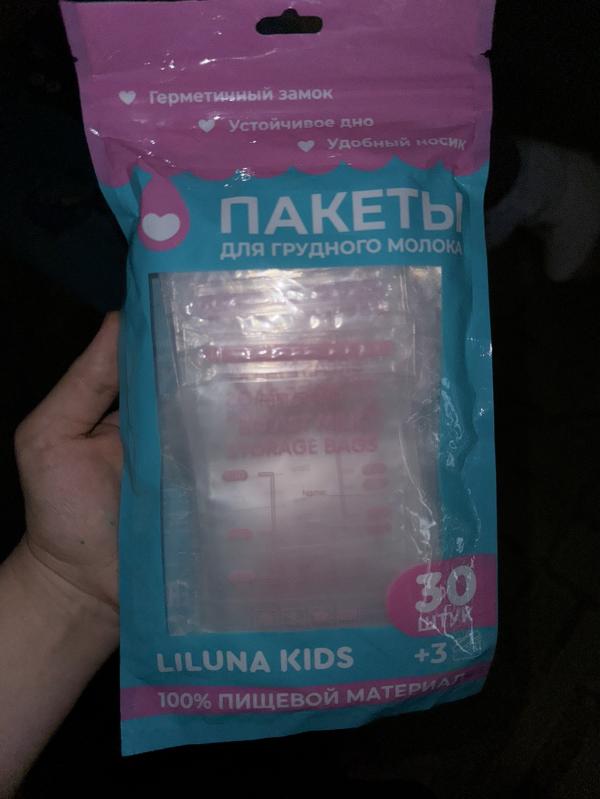 Герметичный замок
Устойчивое дно
Удобный носик
ПАКЕТЫ
ДЛЯ ГРУДНОГО МОЛОКА
STORAGE BAGS
Name:
30
ШТУК
LILUNA KIDS
+3
100% ПИЩЕВОЙ МАТЕРИАЛ